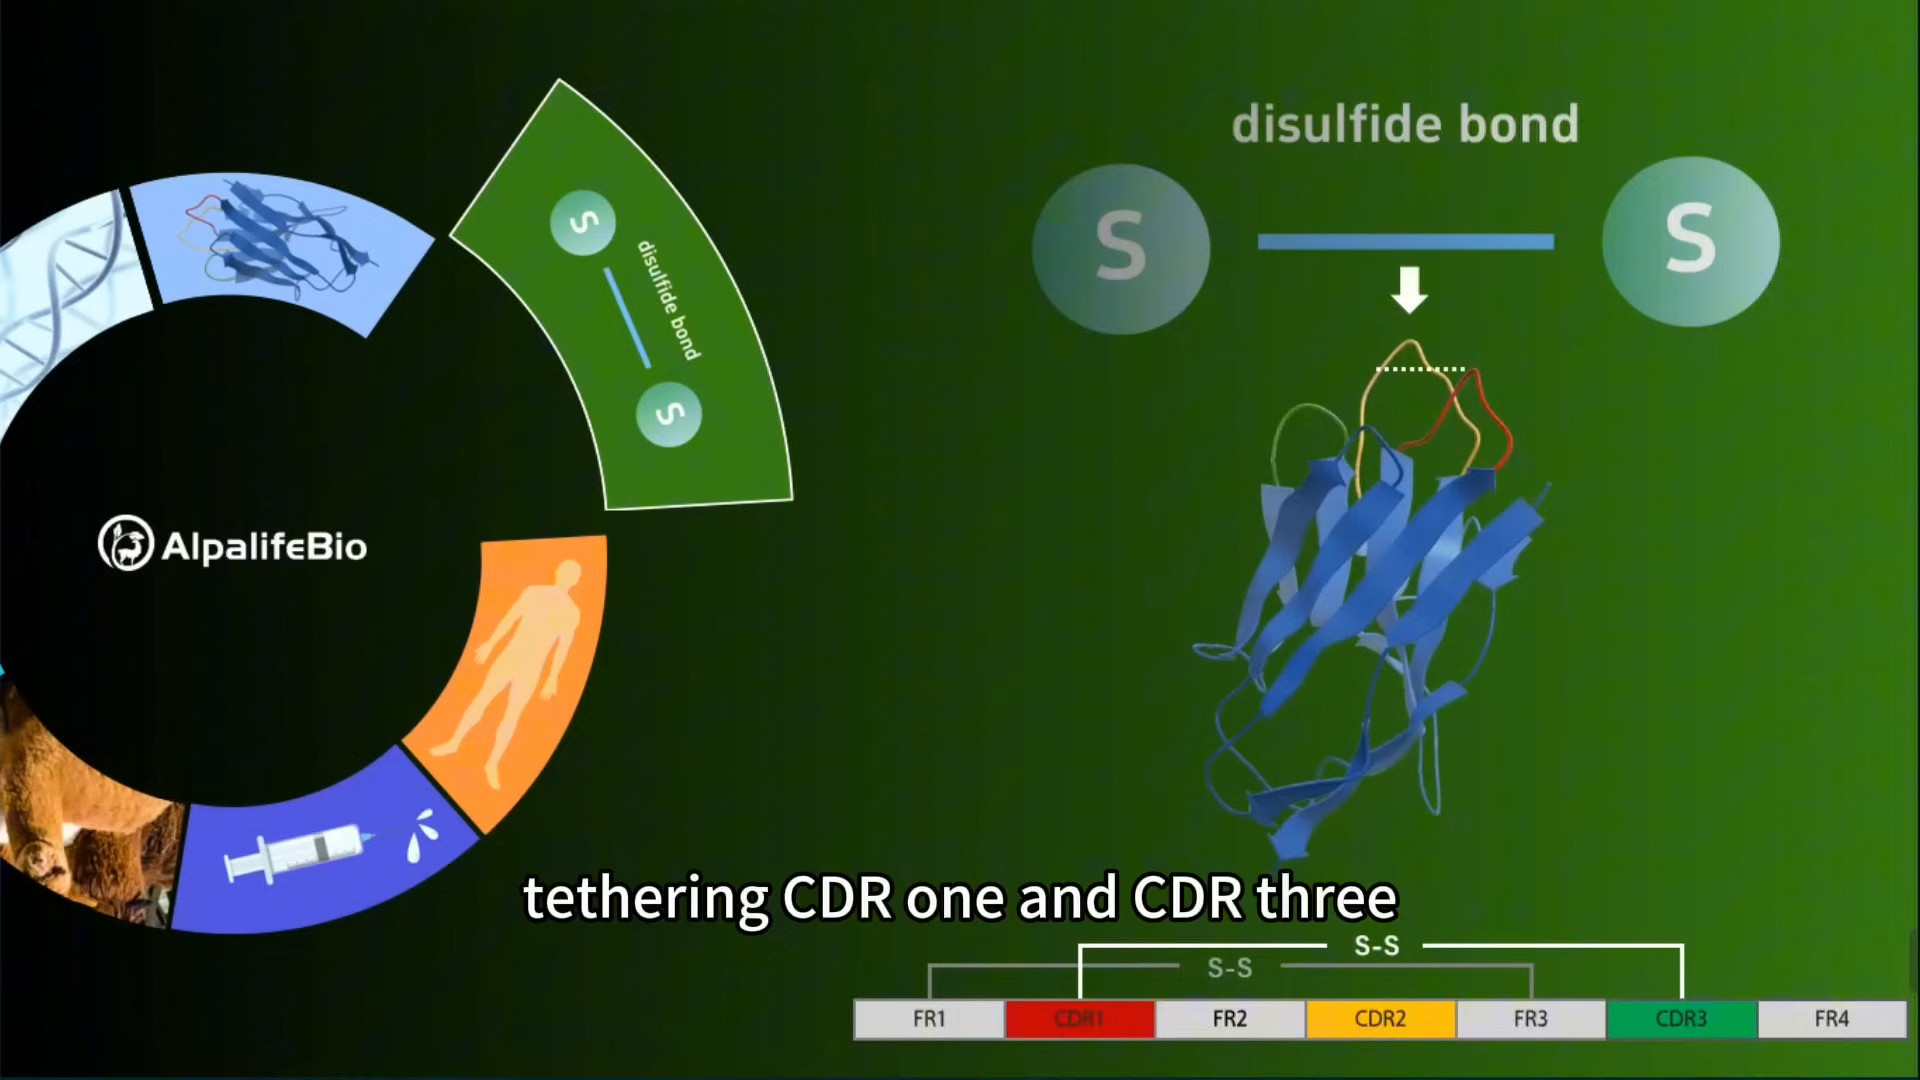 disulfide bond
S
S
S
disulfide bond
S
AlpalifeBio
tethering CDR one and CDR three
S-S
S-S
FR1 CDR1 FR2 CDR2 FR3 CDR3 FR4